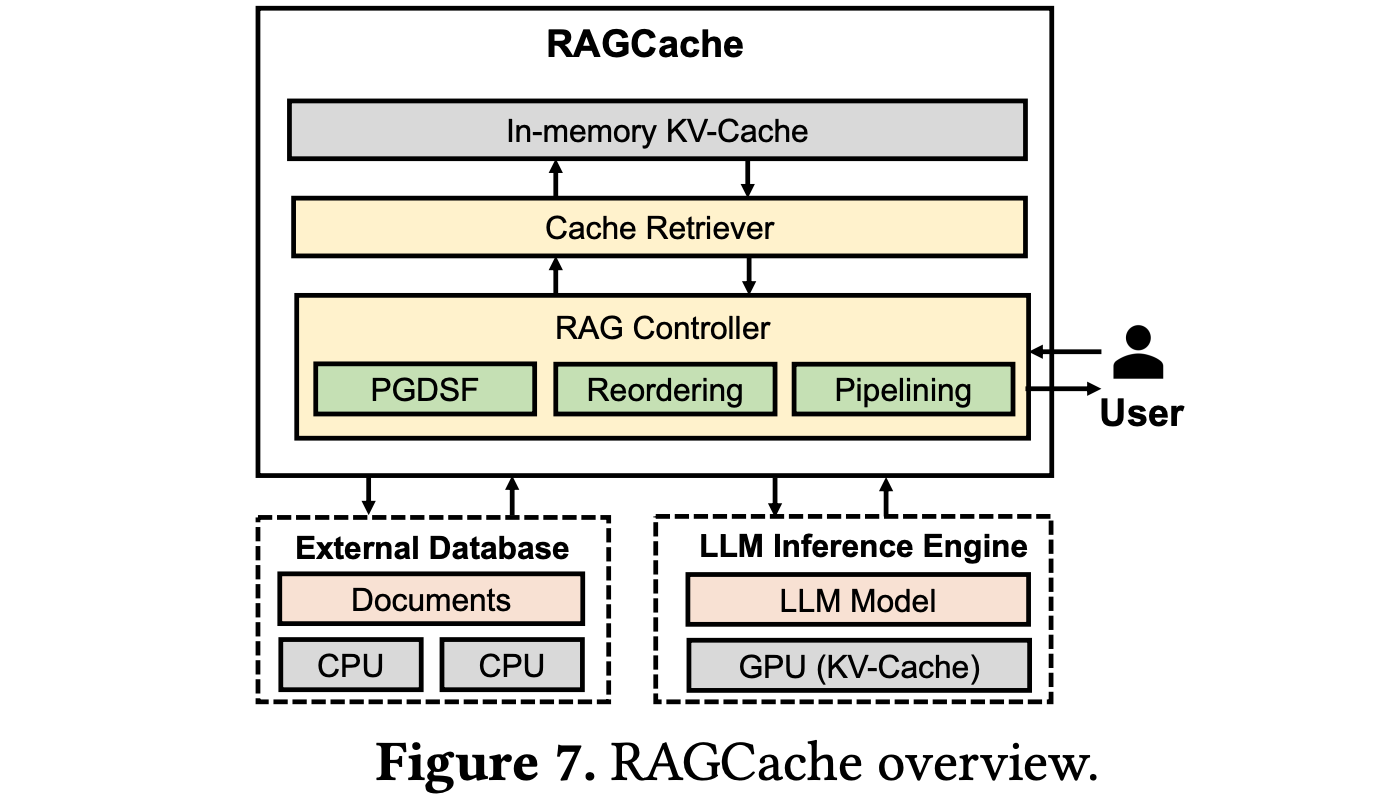 RAGCache
In-memory KV-Cache
Cache Retriever
RAG Controller
PGDSF
Reordering
Pipelining
User
External Database
Documents
CPU
CPU
LLM Inference Engine
LLM Model
GPU (KV-Cache)
Figure 7. RAGCache overview.